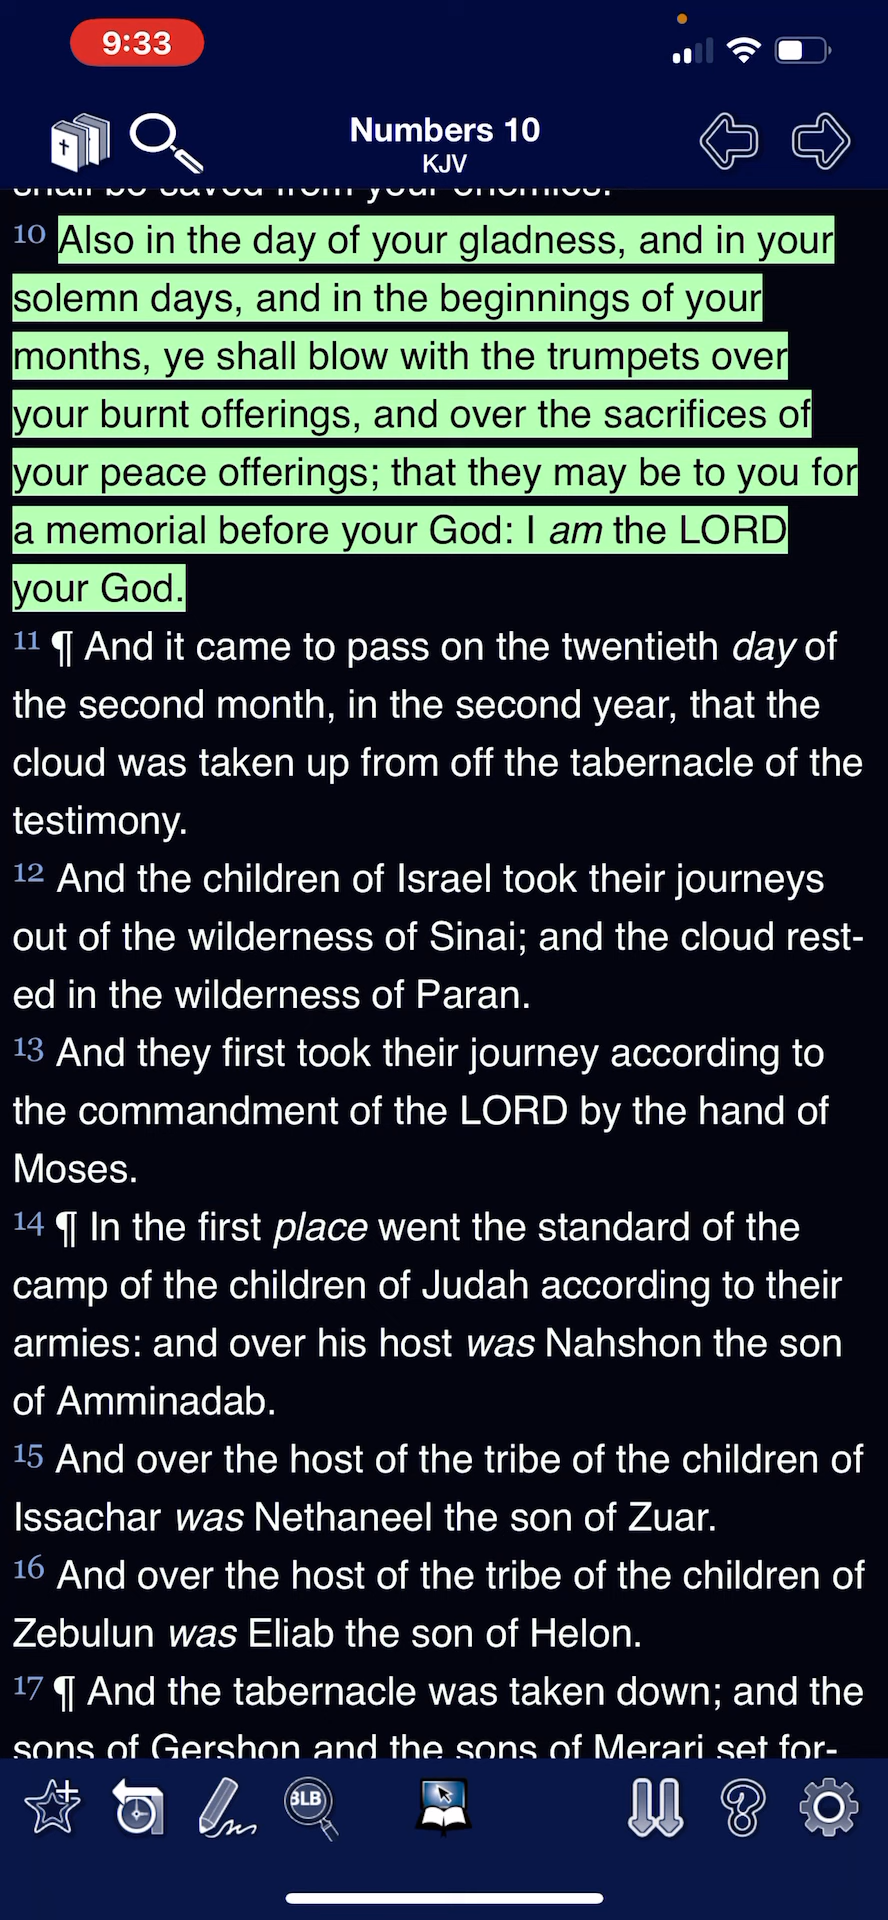 9:33
Numbers 10
KJV
shall be saved from your enemies.
10 Also in the day of your gladness, and in your
solemn days, and in the beginnings of your
months, ye shall blow with the trumpets over
your burnt offerings, and over the sacrifices of
your peace offerings; that they may be to you for
a memorial before your God: I am the LORD
your God.
11 ¶ And it came to pass on the twentieth day of
the second month, in the second year, that the
cloud was taken up from off the tabernacle of the
testimony.
12 And the children of Israel took their journeys
out of the wilderness of Sinai; and the cloud rest-
ed in the wilderness of Paran.
13 And they first took their journey according to
the commandment of the LORD by the hand of
Moses.
14 ¶ In the first place went the standard of the
camp of the children of Judah according to their
armies: and over his host was Nahshon the son
of Amminadab.
15 And over the host of the tribe of the children of
Issachar was Nethaneel the son of Zuar.
16 And over the host of the tribe of the children of
Zebulun was Eliab the son of Helon.
17 ¶ And the tabernacle was taken down; and the
sons of Gershon and the sons of Merari set for-
BLB